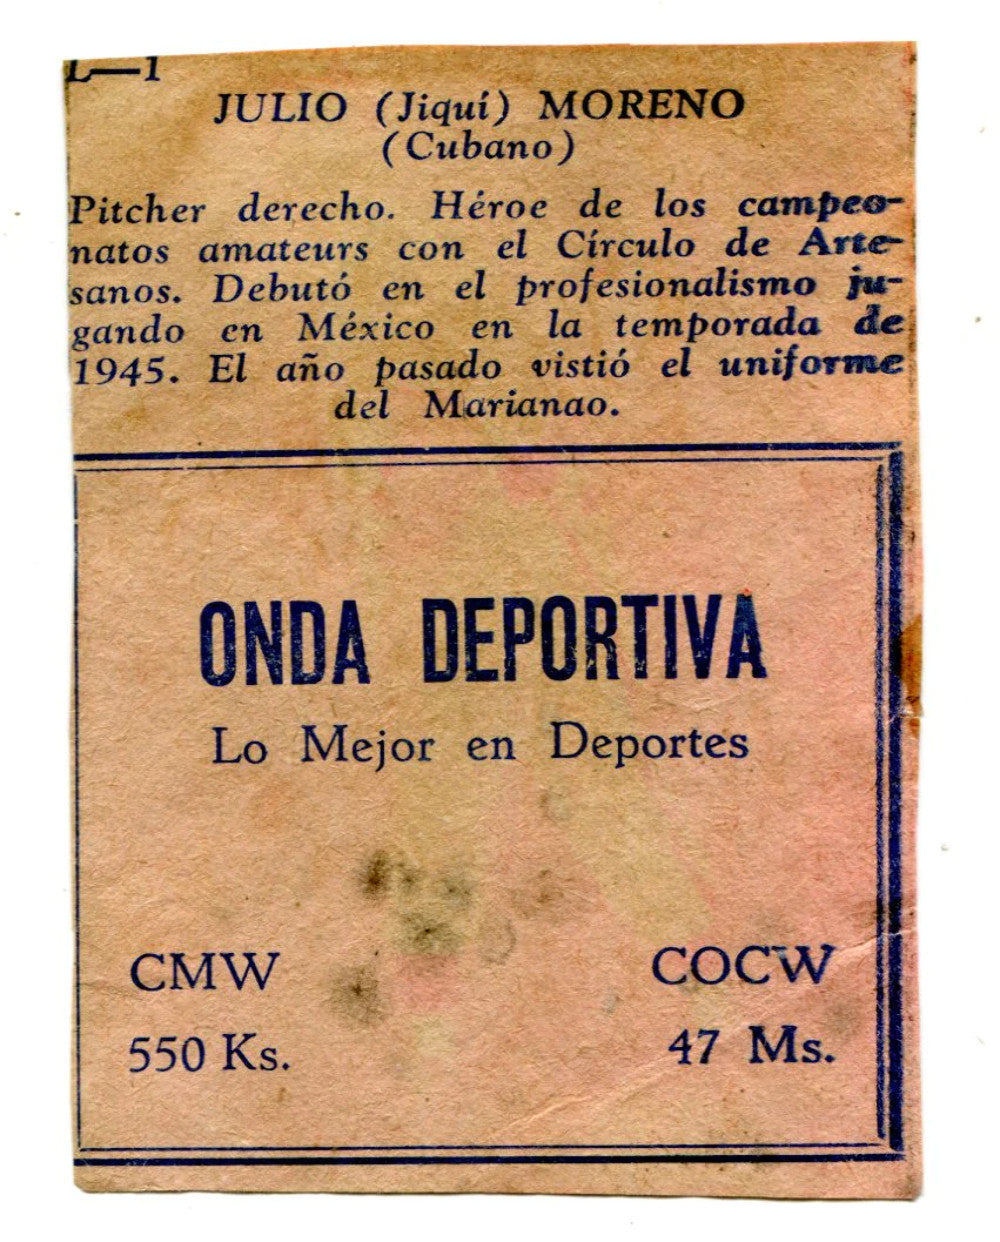 L—1
JULIO (Jiquí) MORENO
(Cubano)
Pitcher derecho. Héroe de los campeo-
natos amateurs con el Círculo de Arte-
sanos. Debutó en el profesionalismo ju-
gando en México en la temporada de
1945. El año pasado vistió el uniforme
del Marianao.
ONDA DEPORTIVA
Lo Mejor en Deportes
CMW COCW
550 Ks. 47 Ms.